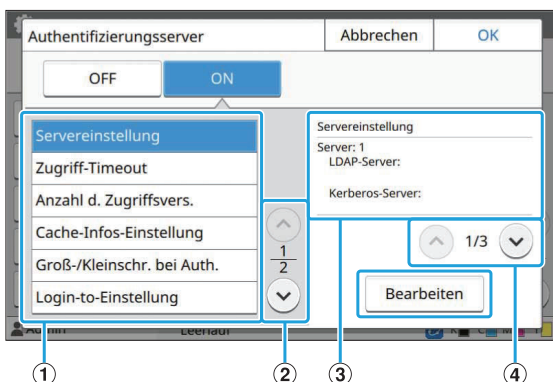 Authentifizierungsserver
Abbrechen
OK
OFF
ON
Servereinstellung
Zugriff-Timeout
Anzahl d. Zugriffsvers.
Cache-Infos-Einstellung
Groß-/Kleinschr. bei Auth.
Login-to-Einstellung
1
2
Servereinstellung
Server: 1
LDAP-Server:
Kerberos-Server:
1/3
Bearbeiten
Admin Leerlauf K C M Y
1 2 3 4